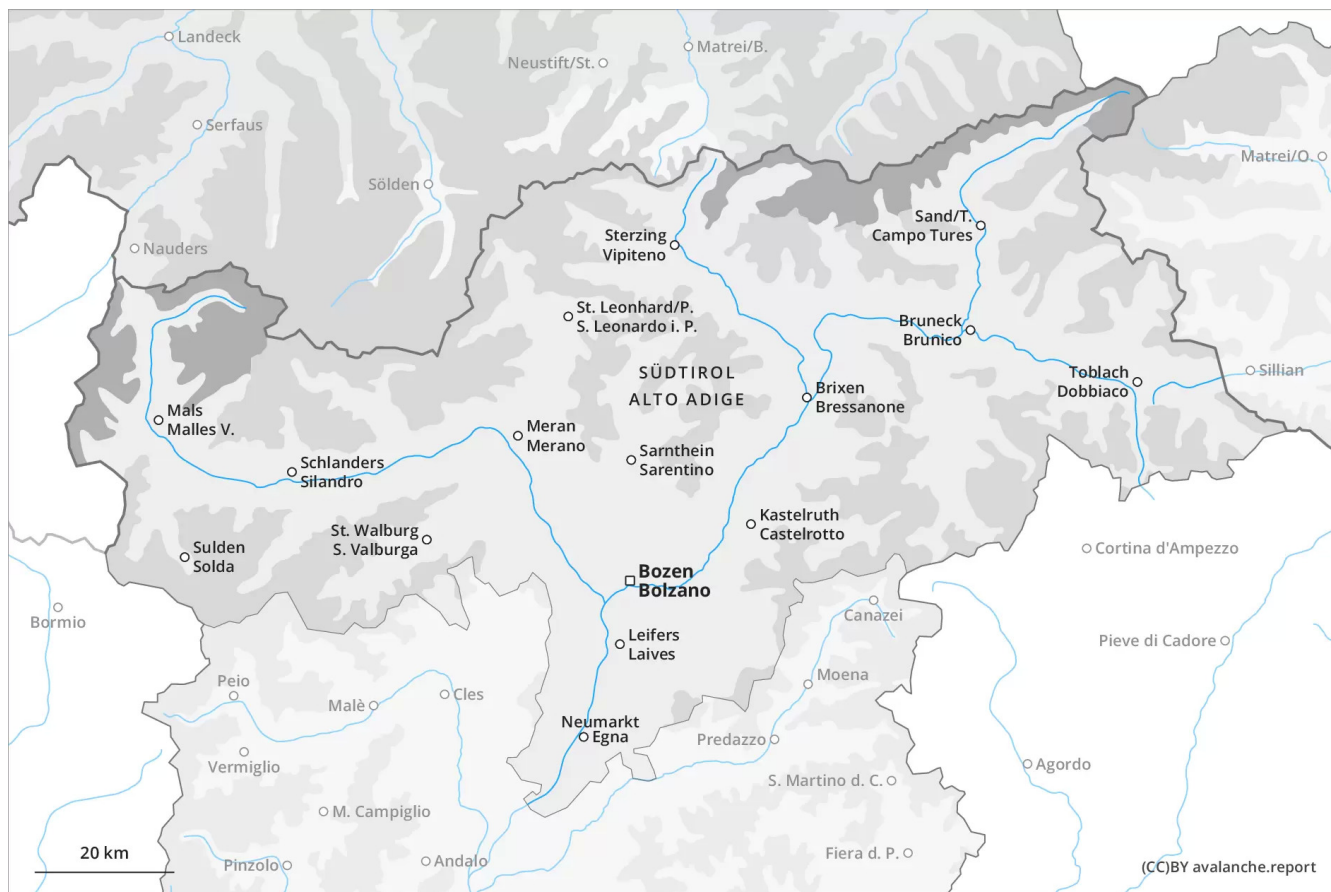 Landeck
Matrei/B.
Neustift/St.
Serfaus
Matrei/O.
Sölden
Sand/T.
Campo Tures
Nauders
Sterzing
Vipiteno
St. Leonhard/P.
S. Leonardo i. P.
Bruneck
Brunico
SÜDTIROL
ALTO ADIGE
Toblach
Dobbiaco
Sillian
Brixen
Bressanone
Mals
Malles V.
Meran
Merano
Sarnthein
Sarentino
Schlanders
Silandro
Kastelruth
Castelrotto
St. Walburg
S. Valburga
Sulden
Solda
Cortina d'Ampezzo
Bozen
Bolzano
Bormio
Canazei
Leifers
Laives
Pieve di Cadore
Peio
Moena
Malè
Cles
Neumarkt
Egna
Predazzo
Vermiglio
Agordo
S. Martino d. C.
M. Campiglio
20 km
Pinzolo
Andalo
Fiera d. P.
(CC)BY avalanche.report